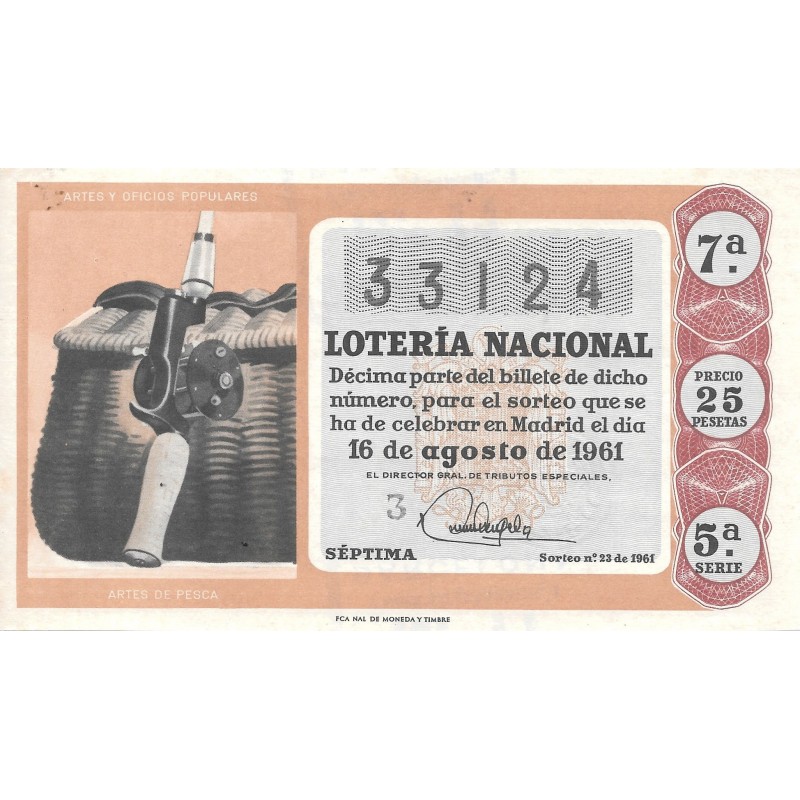 ARTES Y OFICIOS POPULARES
ARTES DE PESCA
33124
LOTERÍA NACIONAL
Décima parte del billete de dicho
número, para el sorteo que se
ha de celebrar en Madrid el día
16 de agosto de 1961
EL DIRECTOR GRAL. DE TRIBUTOS ESPECIALES,
3
SÉPTIMA
Sorteo nº. 23 de 1961
7ª.
PRECIO
25
PESETAS
5ª.
SERIE
FCA NAL DE MONEDA Y TIMBRE